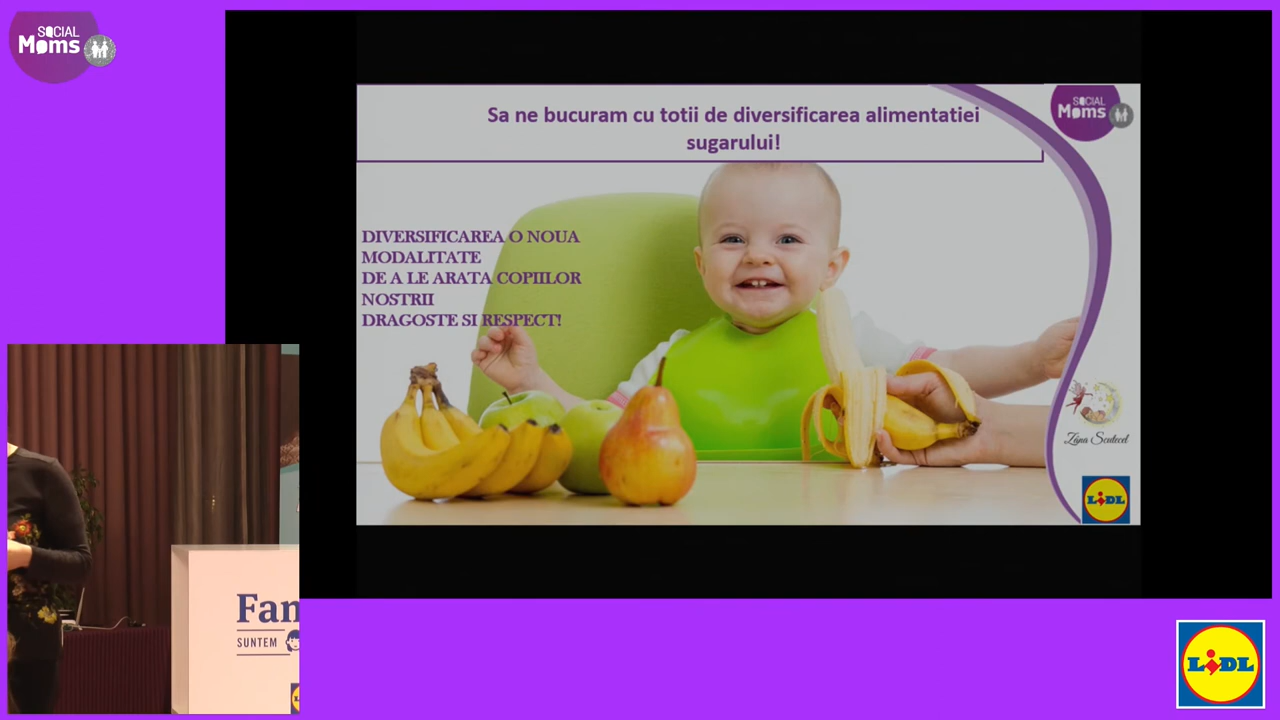 SOCIAL
Moms
Sa ne bucuram cu totii de diversificarea alimentatiei
sugarului!
SOCIAL
Moms
DIVERSIFICAREA O NOUA
MODALITATE
DE A LE ARATA COPIILOR
NOSTRII
DRAGOSTE SI RESPECT!
Zâna Scutecel
LIDL
Fam
SUNTEM
LIDL